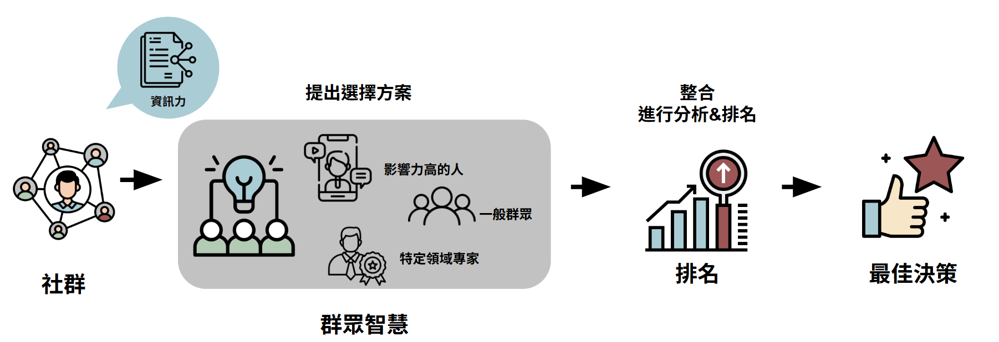 資訊力
社群
提出選擇方案
影響力高的人
一般群眾
特定領域專家
群眾智慧
整合
進行分析&排名
排名
最佳決策